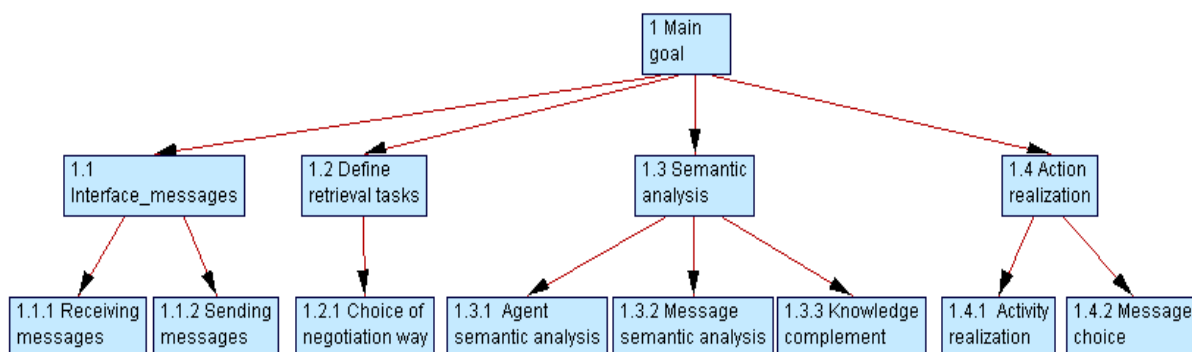 1 Main
goal
1.1
Interface_messages
1.2 Define
retrieval tasks
1.3 Semantic
analysis
1.4 Action
realization
1.1.1 Receiving
messages
1.1.2 Sending
messages
1.2.1 Choice of
negotiation way
1.3.1 Agent
semantic analysis
1.3.2 Message
semantic analysis
1.3.3 Knowledge
complement
1.4.1 Activity
realization
1.4.2 Message
choice